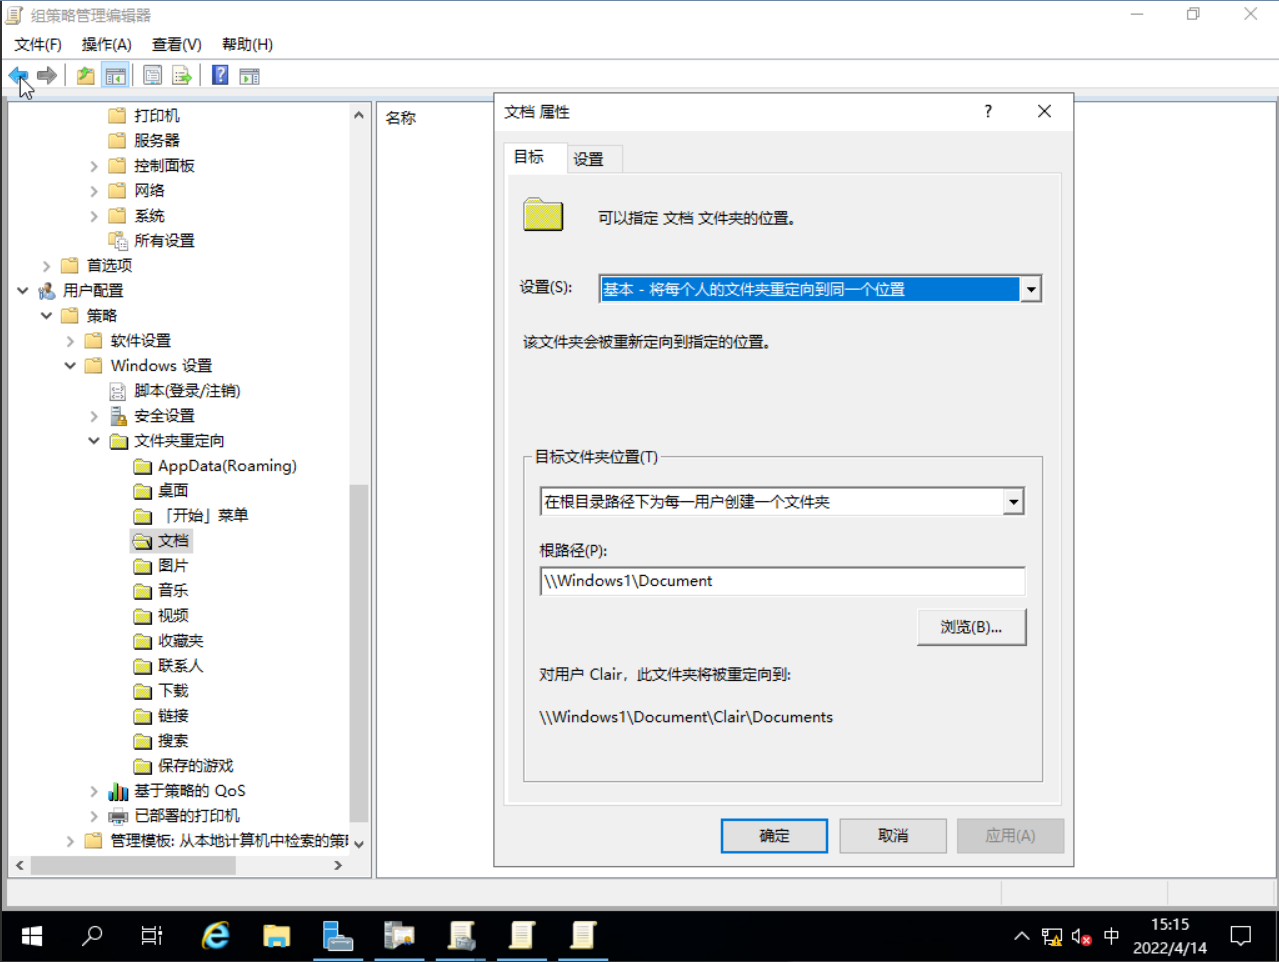 组策略管理编辑器
文件(F) 操作(A) 查看(V) 帮助(H)
打印机
服务器
控制面板
网络
系统
所有设置
首选项
用户配置
策略
软件设置
Windows 设置
脚本(登录/注销)
安全设置
文件夹重定向
AppData(Roaming)
桌面
「开始」菜单
文档
图片
音乐
视频
收藏夹
联系人
下载
链接
搜索
保存的游戏
基于策略的 QoS
已部署的打印机
管理模板: 从本地计算机中检索的策
名称
文档 属性
目标 设置
可以指定 文档 文件夹的位置。
设置(S): 基本 - 将每个人的文件夹重定向到同一个位置
该文件夹会被重新定向到指定的位置。
目标文件夹位置(T)
在根目录路径下为每一用户创建一个文件夹
根路径(P):
\\Windows1\Document
浏览(B)...
对用户 Clair，此文件夹将被重定向到:
\\Windows1\Document\Clair\Documents
确定 取消 应用(A)
中
15:15
2022/4/14